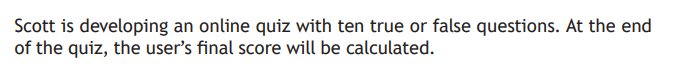 Scott is developing an online quiz with ten true or false questions. At the end
of the quiz, the user’s final score will be calculated.